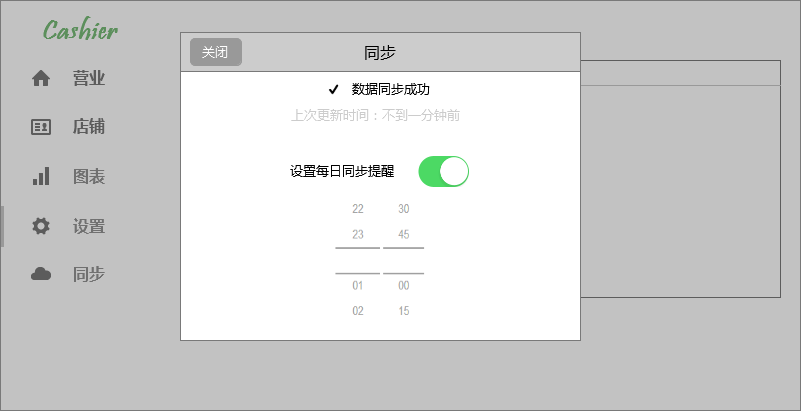 Cashier
营业
店铺
图表
设置
同步
关闭
同步
✔ 数据同步成功
上次更新时间：不到一分钟前
设置每日同步提醒
22 30
23 45
01 00
02 15